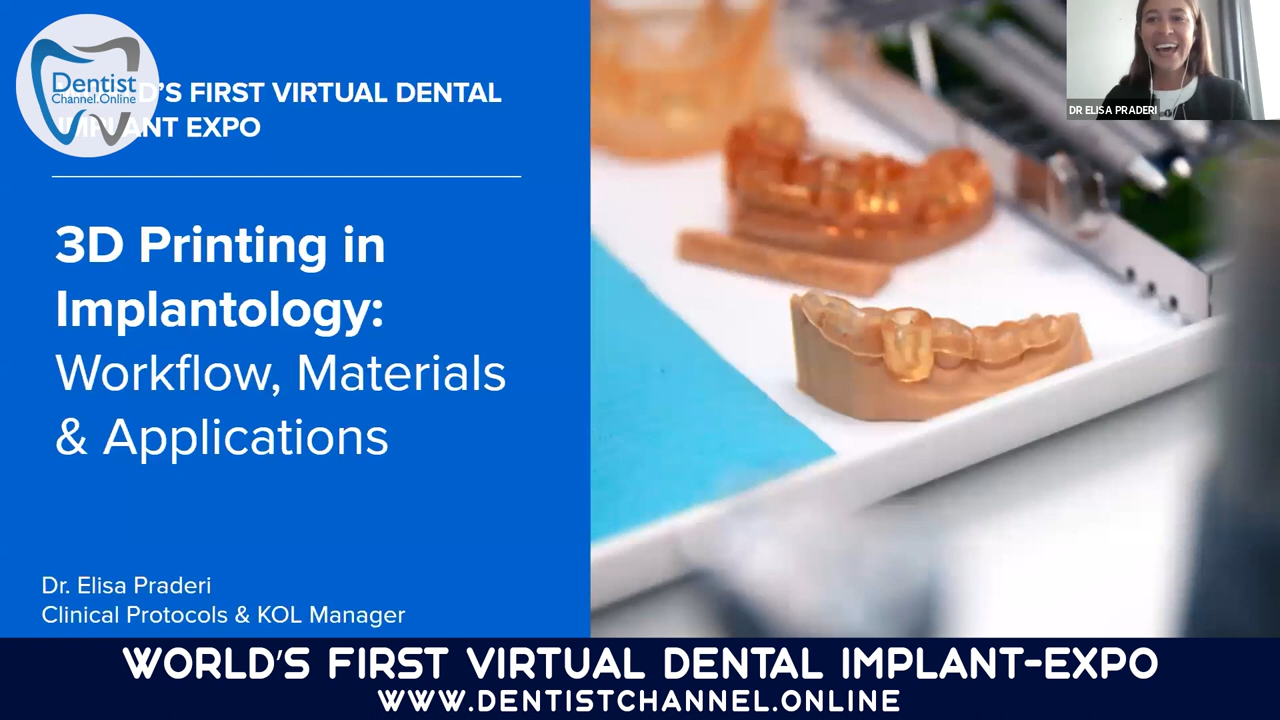 Dentist
Channel.Online
D'S FIRST VIRTUAL DENTAL
IMPLANT EXPO
3D Printing in
Implantology:
Workflow, Materials
& Applications
Dr. Elisa Praderi
Clinical Protocols & KOL Manager
DR ELISA PRADERI
WORLD'S FIRST VIRTUAL DENTAL IMPLANT-EXPO
WWW.DENTISTCHANNEL.ONLINE